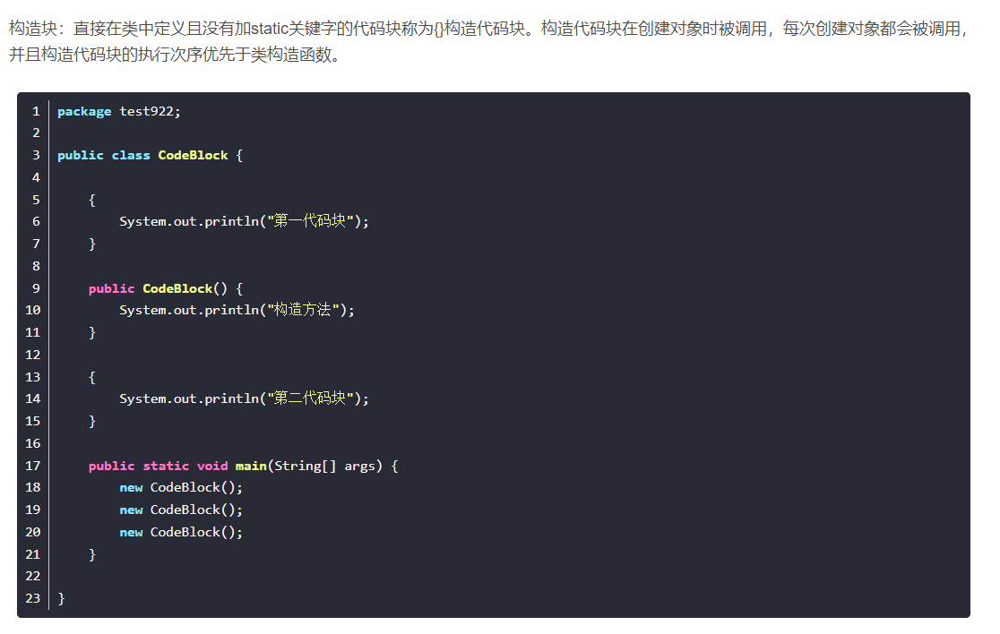 构造块：直接在类中定义且没有加static关键字的代码块称为{}构造代码块。构造代码块在创建对象时被调用，每次创建对象都会被调用，
并且构造代码块的执行次序优先于类构造函数。
1 package test922;
2
3 public class CodeBlock {
4
5     {
6         System.out.println("第一代码块");
7     }
8
9     public CodeBlock() {
10         System.out.println("构造方法");
11     }
12
13     {
14         System.out.println("第二代码块");
15     }
16
17     public static void main(String[] args) {
18         new CodeBlock();
19         new CodeBlock();
20         new CodeBlock();
21     }
22
23 }